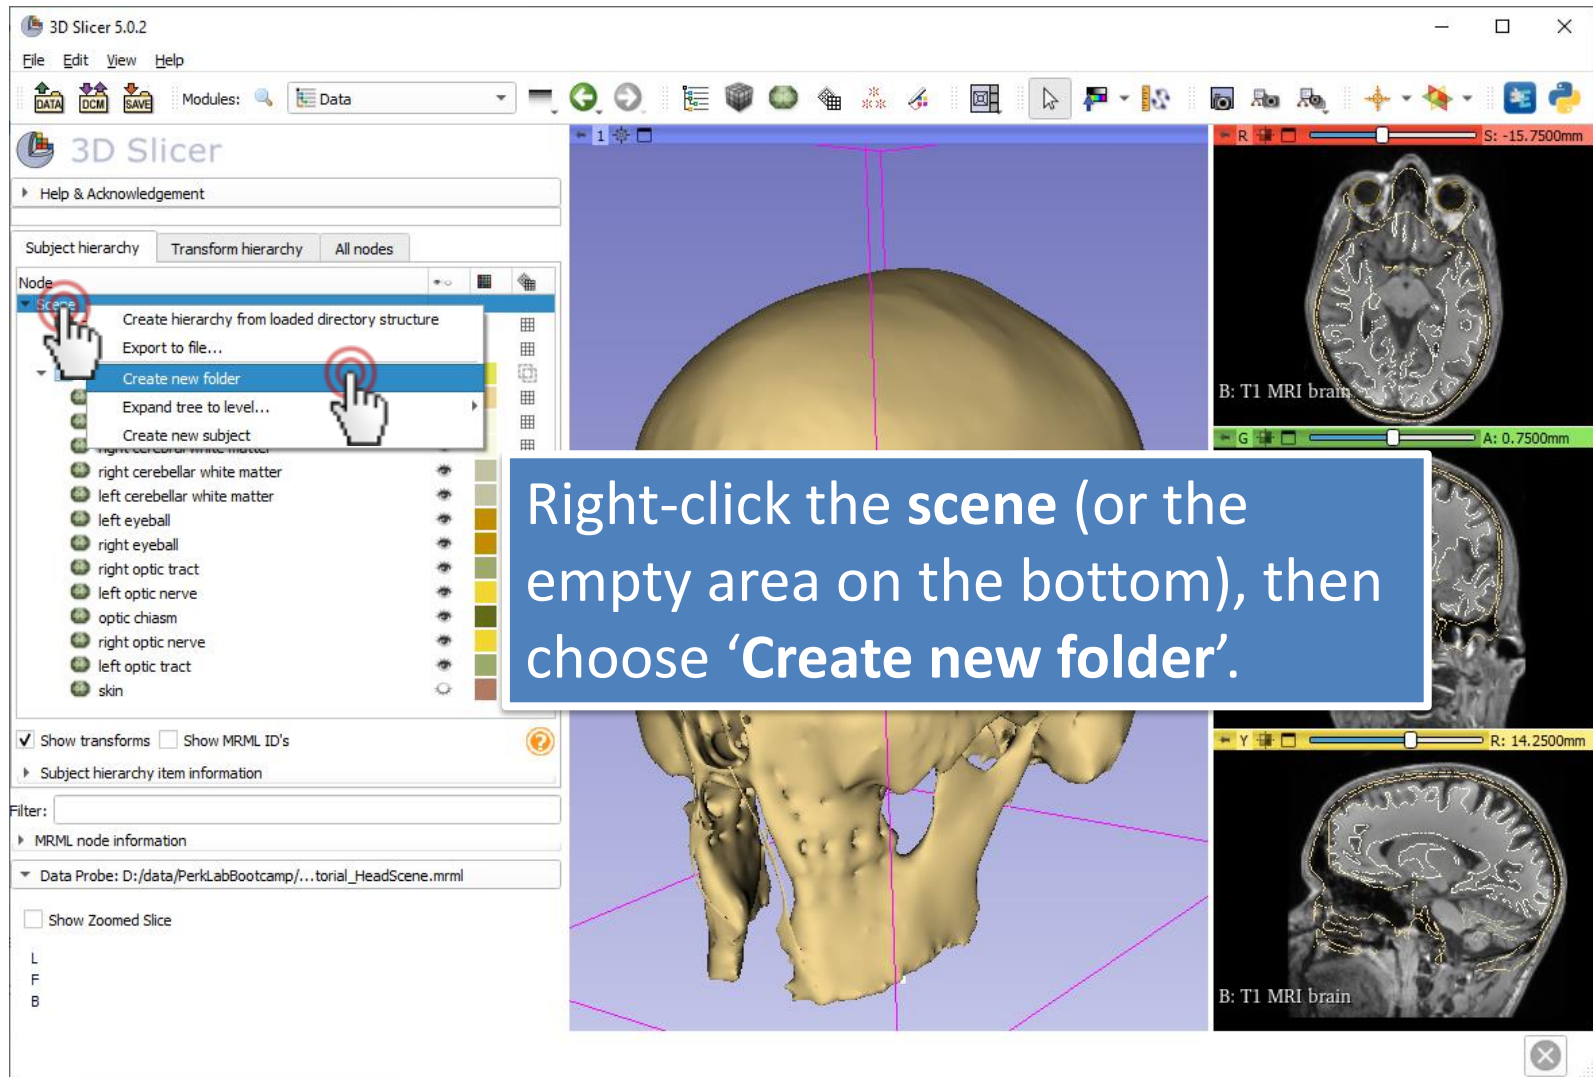 3D Slicer 5.0.2
File Edit View Help
DATA DCM SAVE Modules: Data
3D Slicer
Help & Acknowledgement
Subject hierarchy Transform hierarchy All nodes
Node
Scene
Create hierarchy from loaded directory structure
Export to file...
Create new folder
Expand tree to level...
Create new subject
right cerebral white matter
right cerebellar white matter
left cerebellar white matter
left eyeball
right eyeball
right optic tract
left optic nerve
optic chiasm
right optic nerve
left optic tract
skin
Show transforms Show MRML ID's
Subject hierarchy item information
Filter:
MRML node information
Data Probe: D:/data/PerkLabBootcamp/...torial_HeadScene.mrml
Show Zoomed Slice
L
F
B
1
Right-click the scene (or the
empty area on the bottom), then
choose ‘Create new folder’.
R S: -15.7500mm
B: T1 MRI brain
G A: 0.7500mm
Y R: 14.2500mm
B: T1 MRI brain